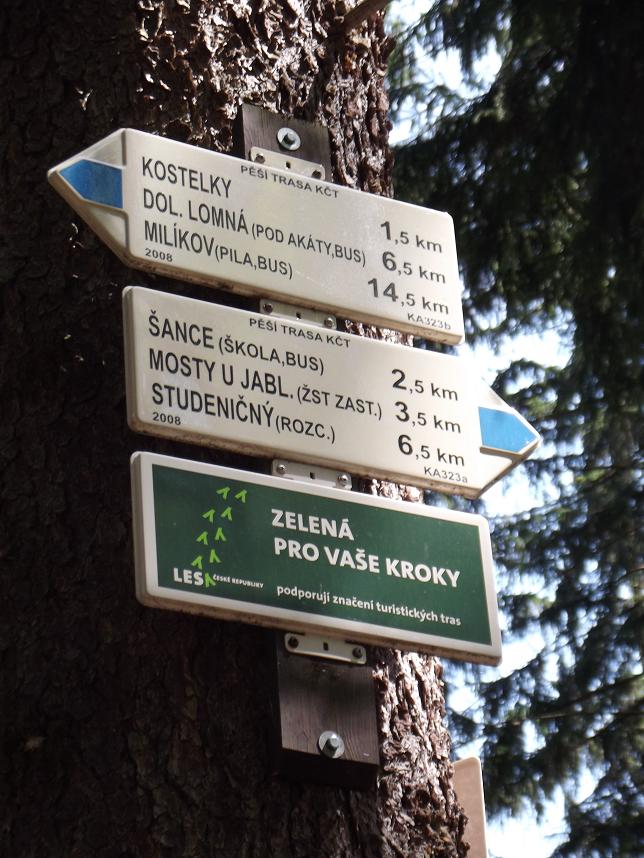 PĚŠÍ TRASA KČT
KOSTELKY 1,5 km
DOL. LOMNÁ (POD AKÁTY,BUS) 6,5 km
MILÍKOV(PILA,BUS) 14,5 km
2008 KA323b
PĚŠÍ TRASA KČT
ŠANCE (ŠKOLA,BUS) 2,5 km
MOSTY U JABL.(ŽST ZAST.) 3,5 km
STUDENIČNÝ(ROZC.) 6,5 km
2008 KA323a
ZELENÁ
PRO VAŠE KROKY
LESY ČESKÉ REPUBLIKY
podporují značení turistických tras